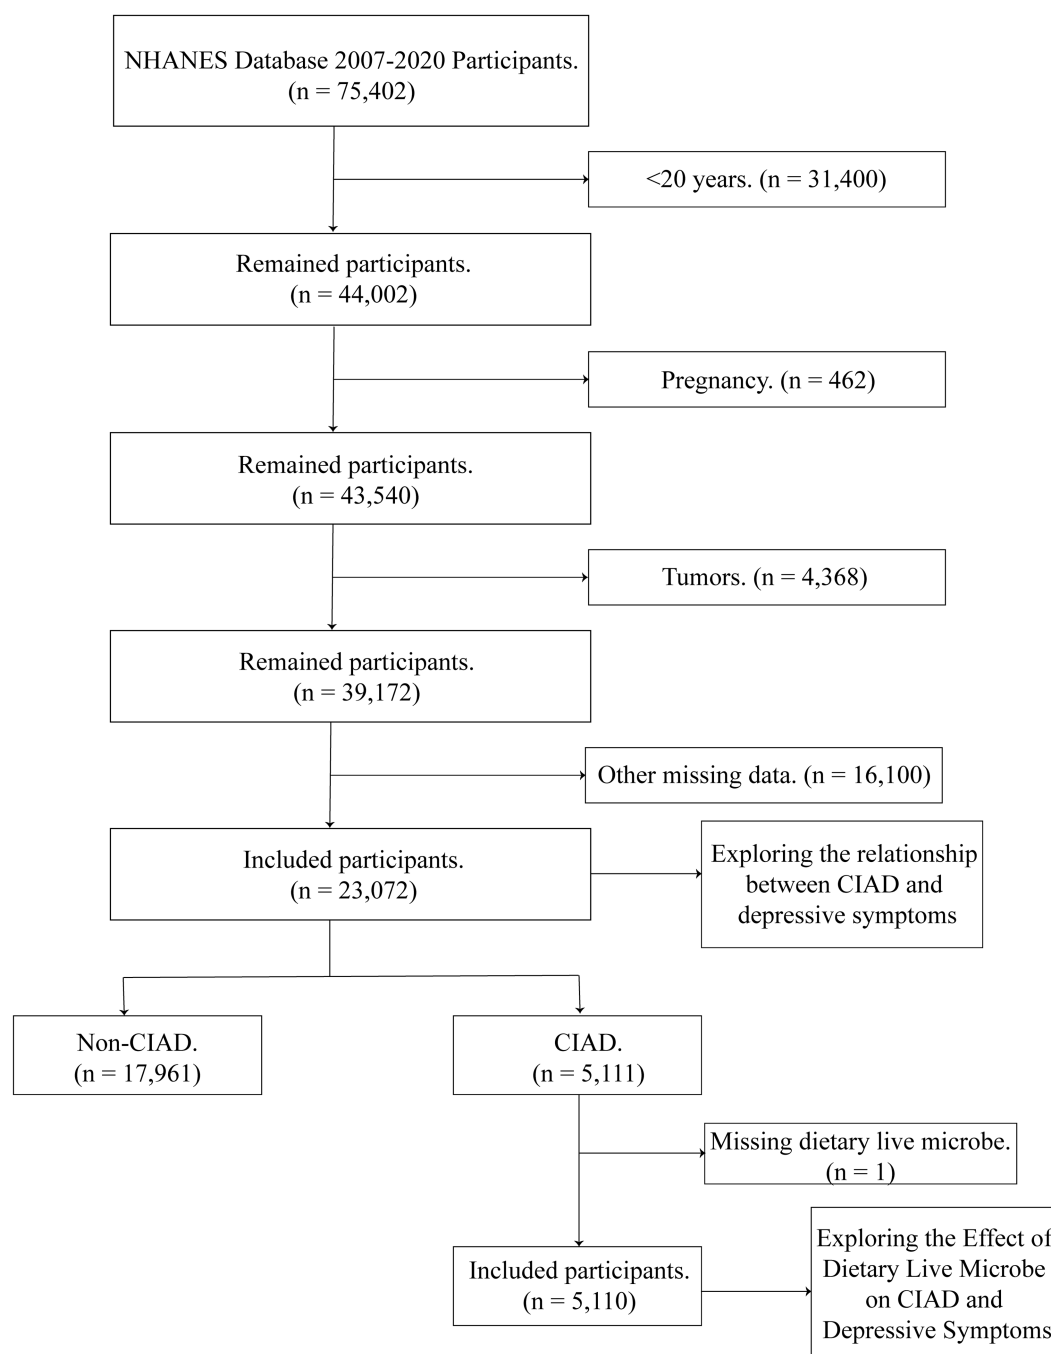 NHANES Database 2007-2020 Participants.
(n = 75,402)
<20 years. (n = 31,400)
Remained participants.
(n = 44,002)
Pregnancy. (n = 462)
Remained participants.
(n = 43,540)
Tumors. (n = 4,368)
Remained participants.
(n = 39,172)
Other missing data. (n = 16,100)
Included participants.
(n = 23,072)
Exploring the relationship
between CIAD and
depressive symptoms
Non-CIAD.
(n = 17,961)
CIAD.
(n = 5,111)
Missing dietary live microbe.
(n = 1)
Included participants.
(n = 5,110)
Exploring the Effect of
Dietary Live Microbe
on CIAD and
Depressive Symptoms